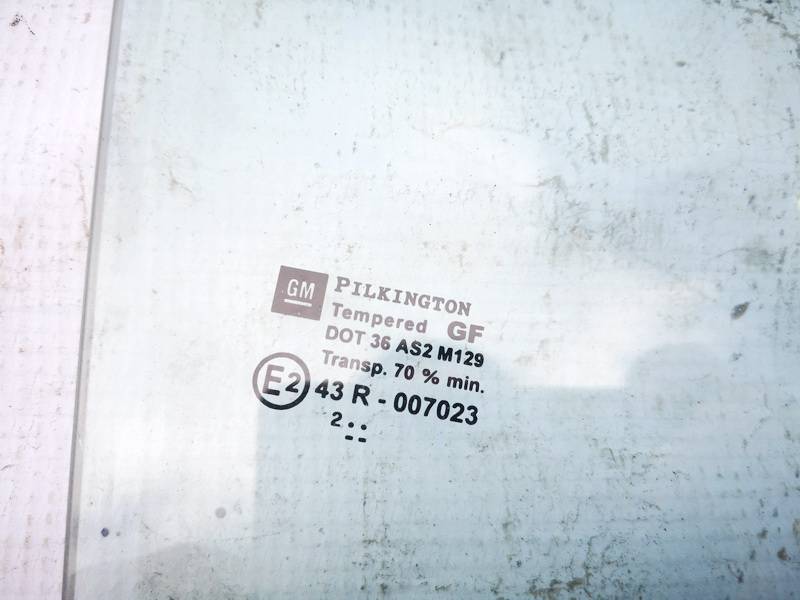 GM
PILKINGTON
Tempered GF
DOT 36 AS2 M129
Transp. 70 % min.
E2 43 R - 007023
2